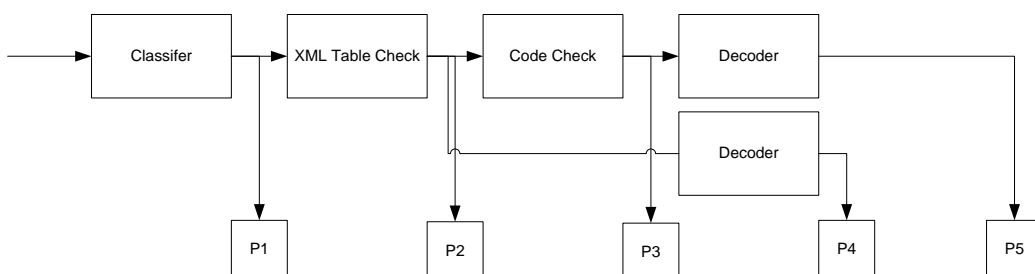 Classifer
XML Table Check
Code Check
Decoder
Decoder
P1
P2
P3
P4
P5